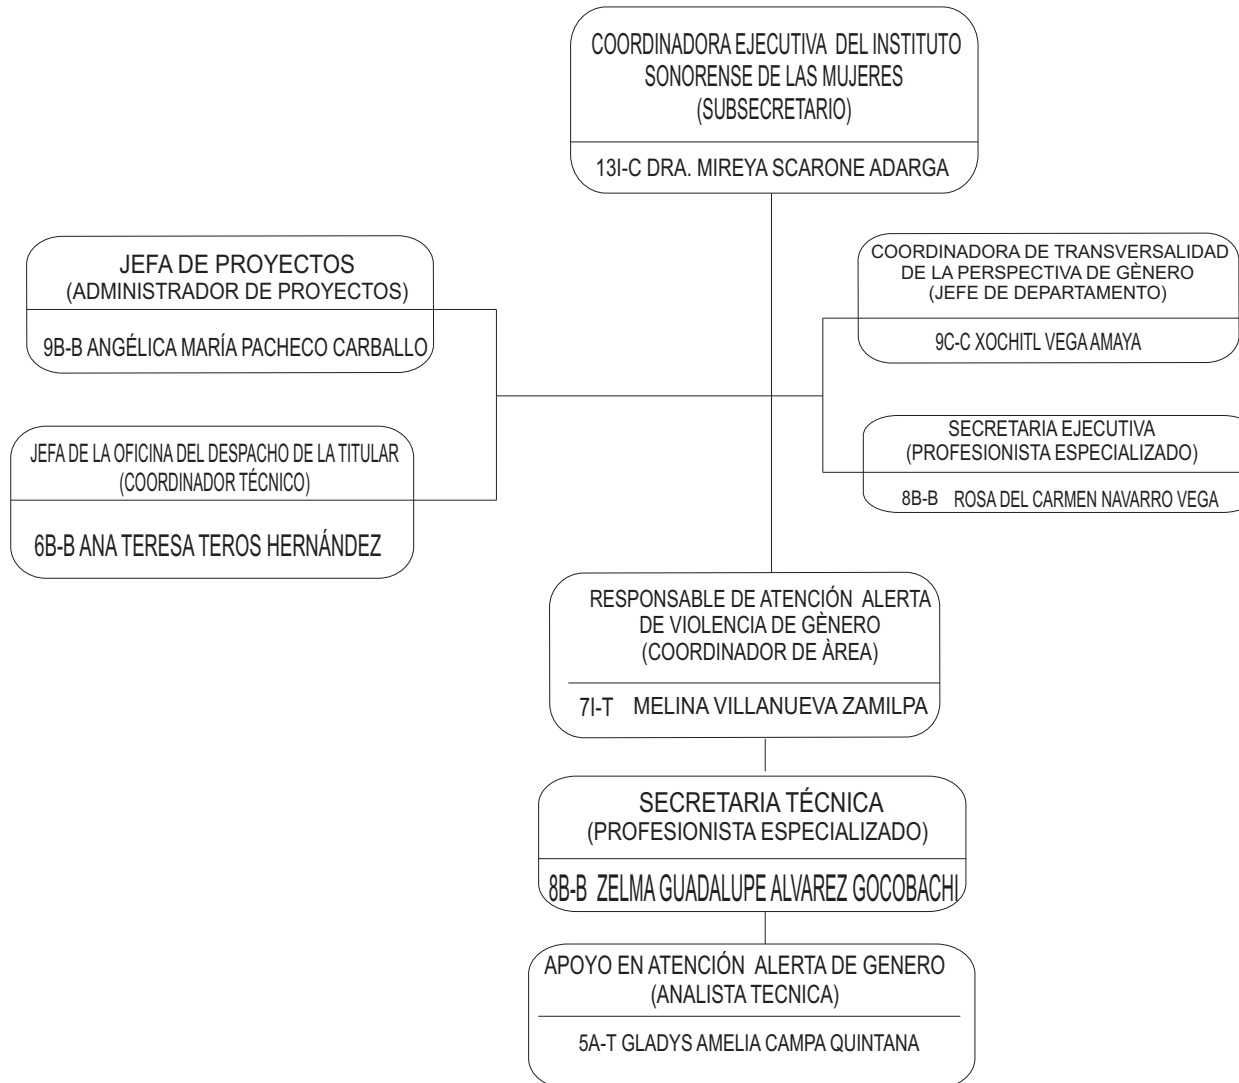 COORDINADORA EJECUTIVA DEL INSTITUTO
SONORENSE DE LAS MUJERES
(SUBSECRETARIO)
13I-C DRA. MIREYA SCARONE ADARGA
JEFA DE PROYECTOS
(ADMINISTRADOR DE PROYECTOS)
9B-B ANGÉLICA MARÍA PACHECO CARBALLO
COORDINADORA DE TRANSVERSALIDAD
DE LA PERSPECTIVA DE GÈNERO
(JEFE DE DEPARTAMENTO)
9C-C XOCHITL VEGA AMAYA
JEFA DE LA OFICINA DEL DESPACHO DE LA TITULAR
(COORDINADOR TÉCNICO)
6B-B ANA TERESA TEROS HERNÁNDEZ
SECRETARIA EJECUTIVA
(PROFESIONISTA ESPECIALIZADO)
8B-B ROSA DEL CARMEN NAVARRO VEGA
RESPONSABLE DE ATENCIÓN ALERTA
DE VIOLENCIA DE GÈNERO
(COORDINADOR DE ÀREA)
7I-T MELINA VILLANUEVA ZAMILPA
SECRETARIA TÉCNICA
(PROFESIONISTA ESPECIALIZADO)
8B-B ZELMA GUADALUPE ALVAREZ GOCOBACHI
APOYO EN ATENCIÓN ALERTA DE GENERO
(ANALISTA TECNICA)
5A-T GLADYS AMELIA CAMPA QUINTANA